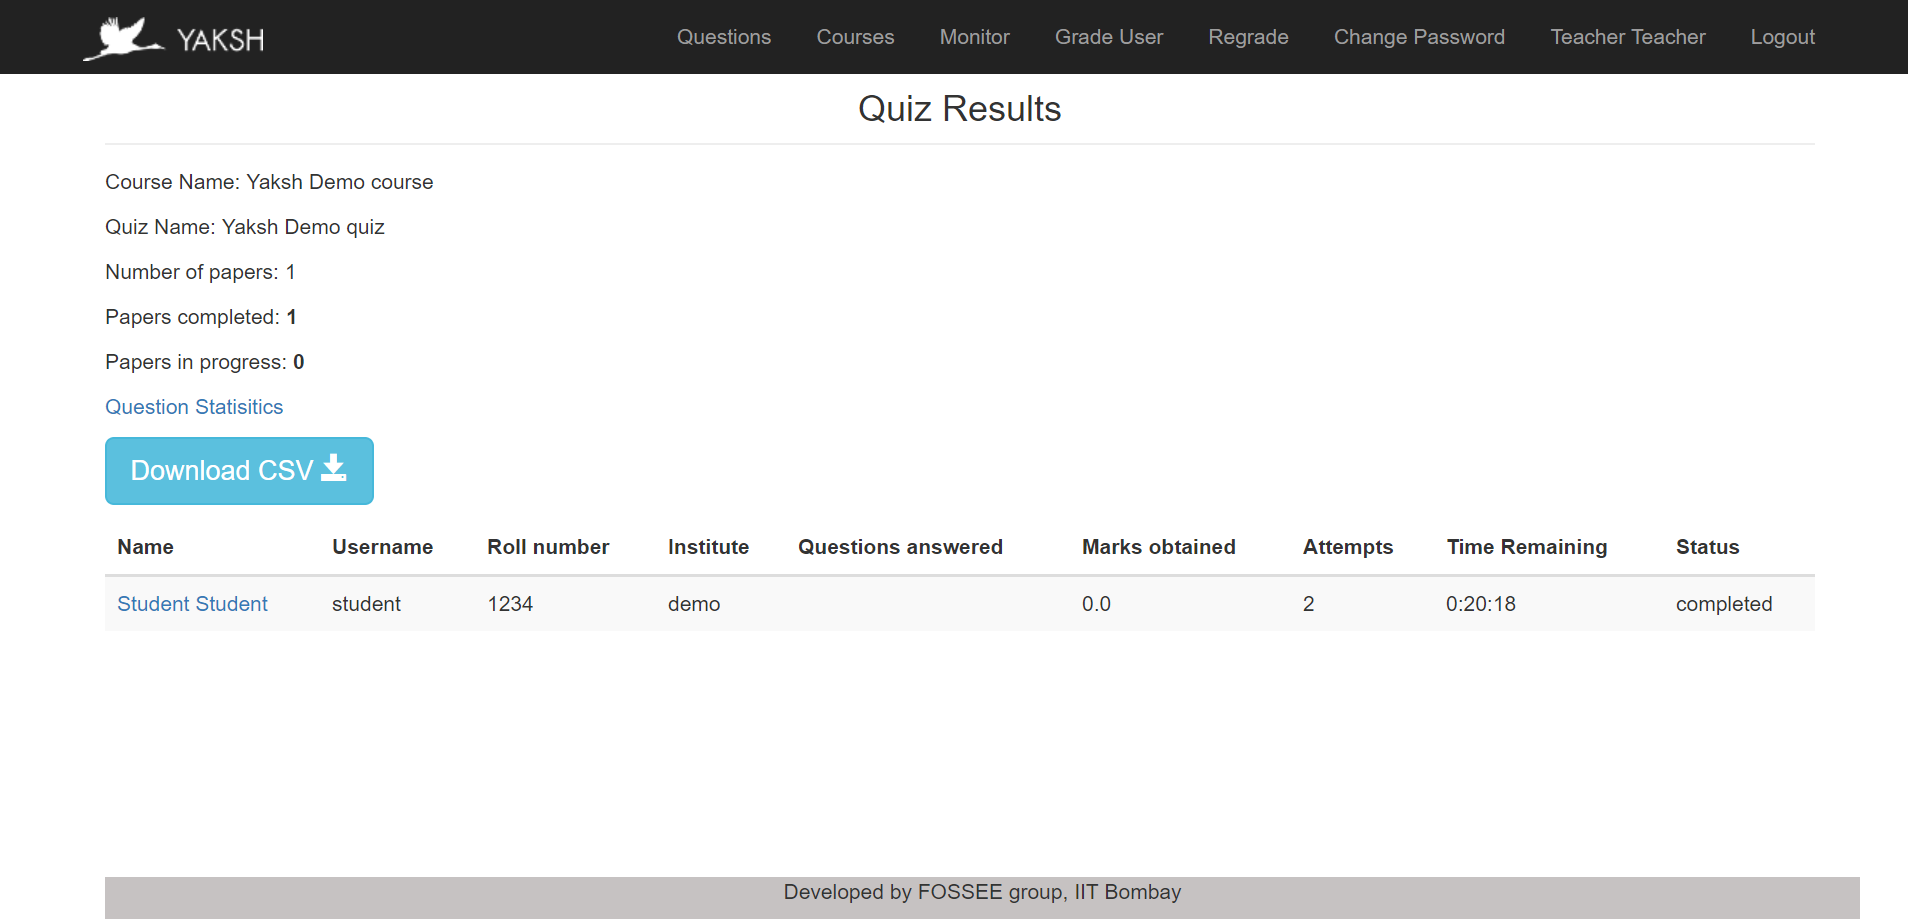 YAKSH Questions Courses Monitor Grade User Regrade Change Password Teacher Teacher Logout
Quiz Results
Course Name: Yaksh Demo course
Quiz Name: Yaksh Demo quiz
Number of papers: 1
Papers completed: 1
Papers in progress: 0
Question Statisitics
Download CSV
Name Username Roll number Institute Questions answered Marks obtained Attempts Time Remaining Status
Student Student student 1234 demo 0.0 2 0:20:18 completed
Developed by FOSSEE group, IIT Bombay